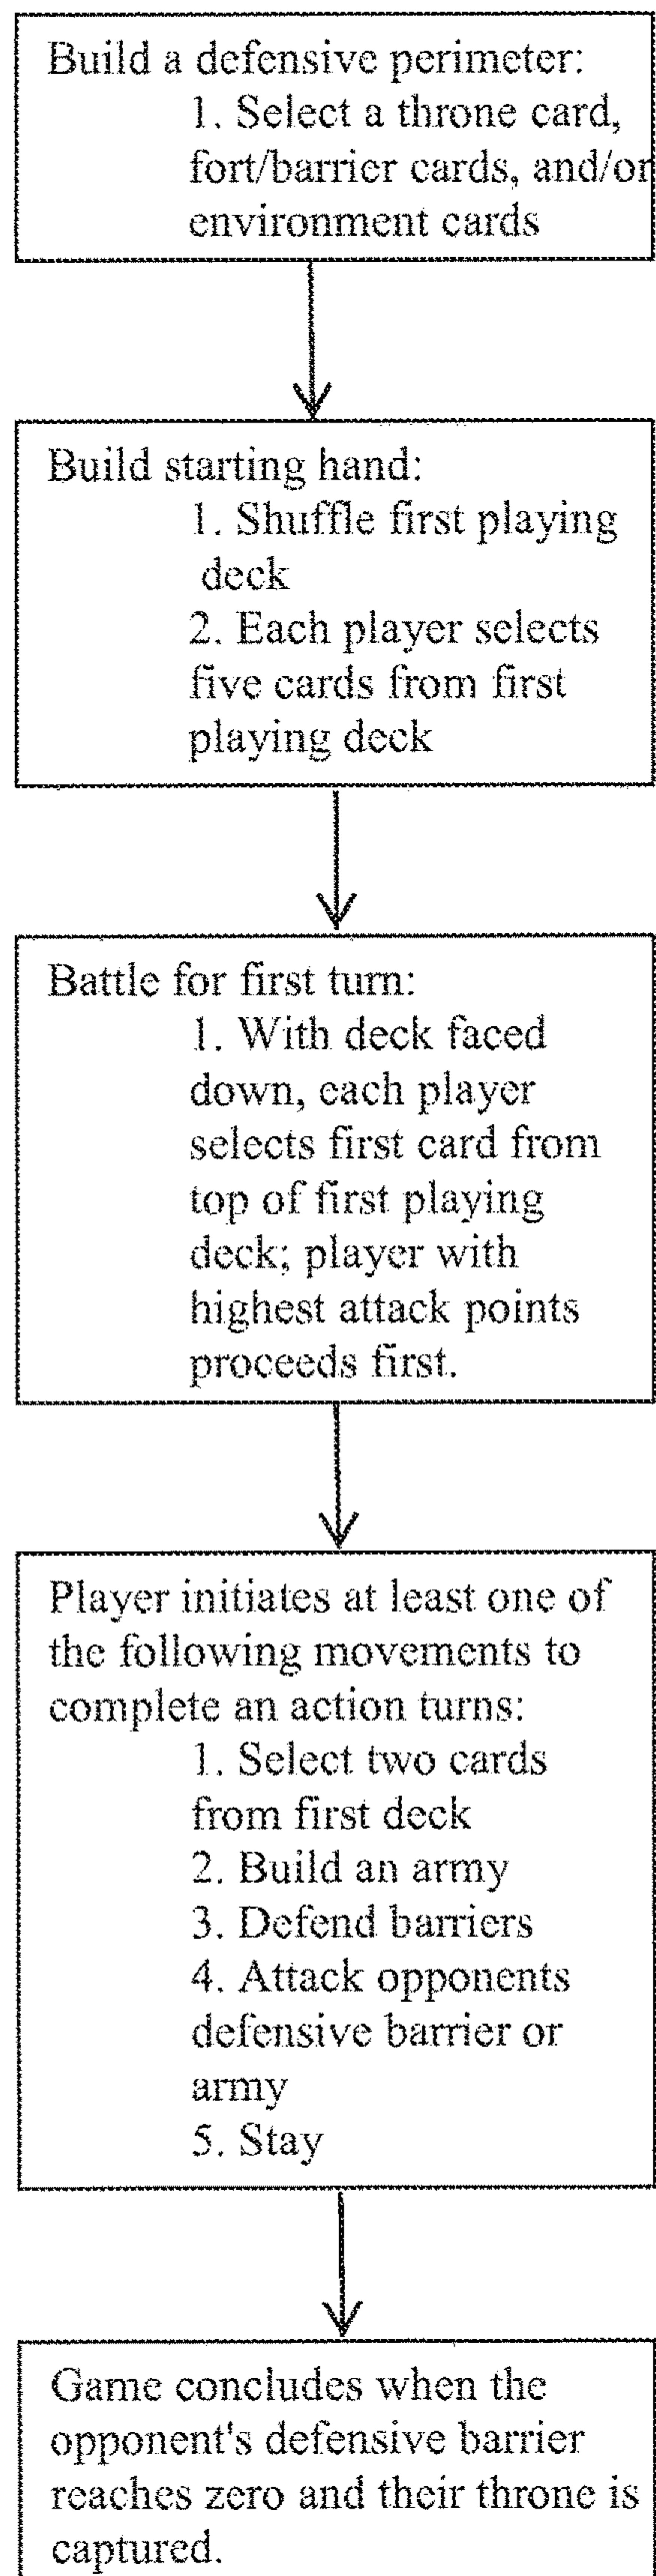 Build a defensive perimeter:
1. Select a throne card,
fort/barrier cards, and/or
environment cards
Build starting hand:
1. Shuffle first playing
deck
2. Each player selects
five cards from first
playing deck
Battle for first turn:
1. With deck faced
down, each player
selects first card from
top of first playing
deck; player with
highest attack points
proceeds first.
Player initiates at least one of
the following movements to
complete an action turns:
1. Select two cards
from first deck
2. Build an army
3. Defend barriers
4. Attack opponents
defensive barrier or
army
5. Stay
Game concludes when the
opponent's defensive barrier
reaches zero and their throne is
captured.